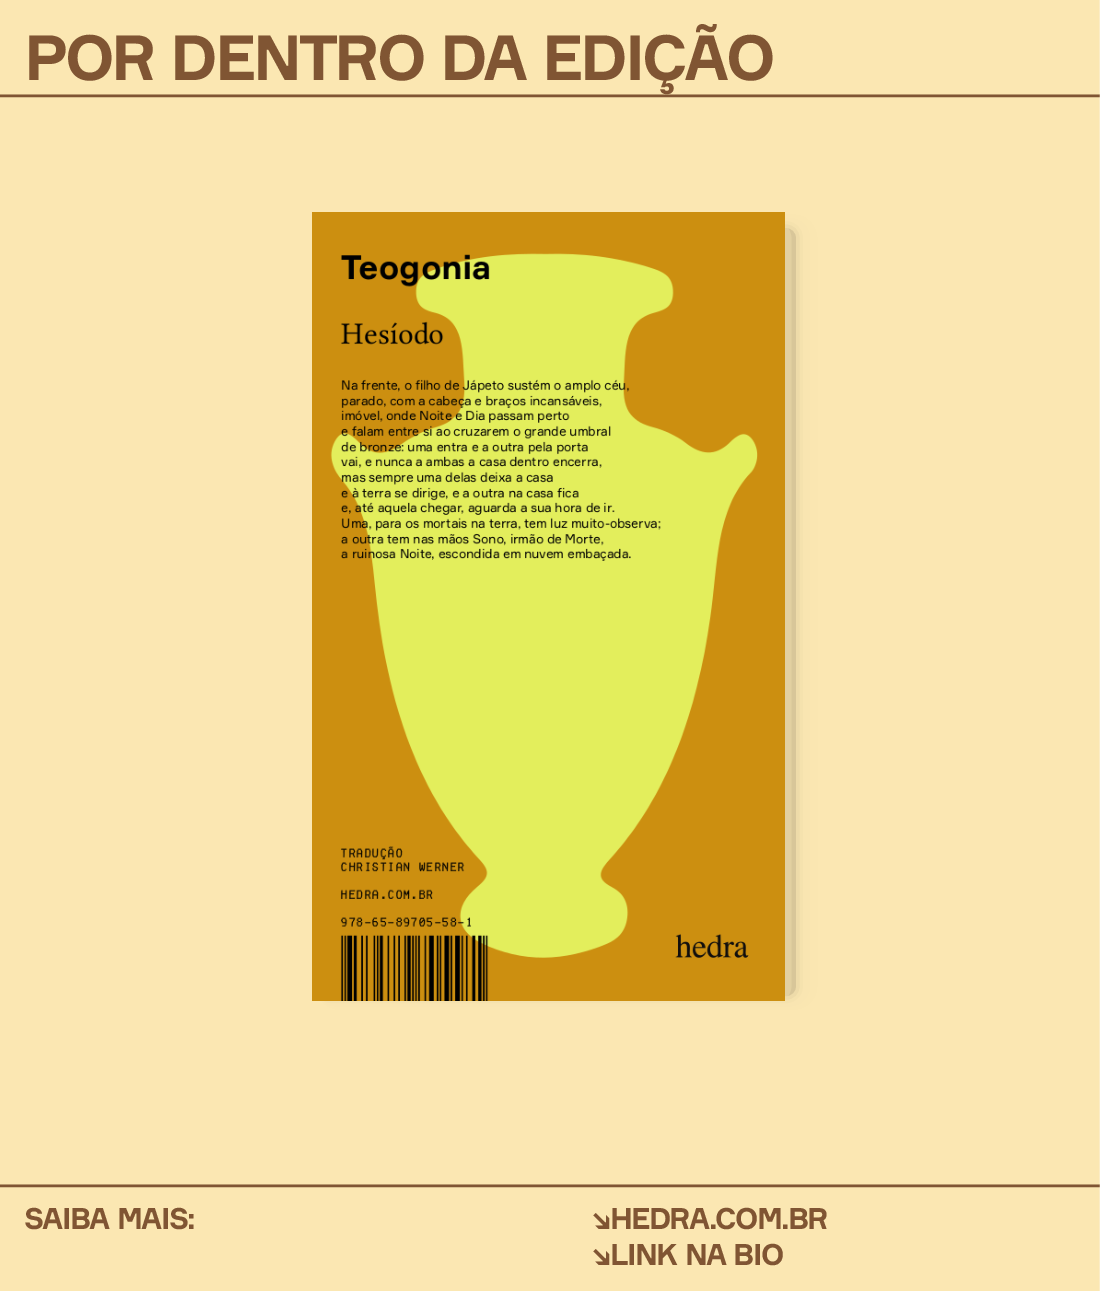 POR DENTRO DA EDIÇÃO
Teogonia
Hesíodo
Na frente, o filho de Jápeto sustém o amplo céu,
parado, com a cabeça e braços incansáveis,
imóvel, onde Noite e Dia passam perto
e falam entre si ao cruzarem o grande umbral
de bronze: uma entra e a outra pela porta
vai, e nunca a ambas a casa dentro encerra,
mas sempre uma delas deixa a casa
e à terra se dirige, e a outra na casa fica
e, até aquela chegar, aguarda a sua hora de ir.
Uma, para os mortais na terra, tem luz muito-observa;
a outra tem nas mãos Sono, irmão de Morte,
a ruinosa Noite, escondida em nuvem embaçada.
TRADUÇÃO
CHRISTIAN WERNER
HEDRA.COM.BR
978-65-89705-58-1
hedra
SAIBA MAIS:
↘HEDRA.COM.BR
↘LINK NA BIO